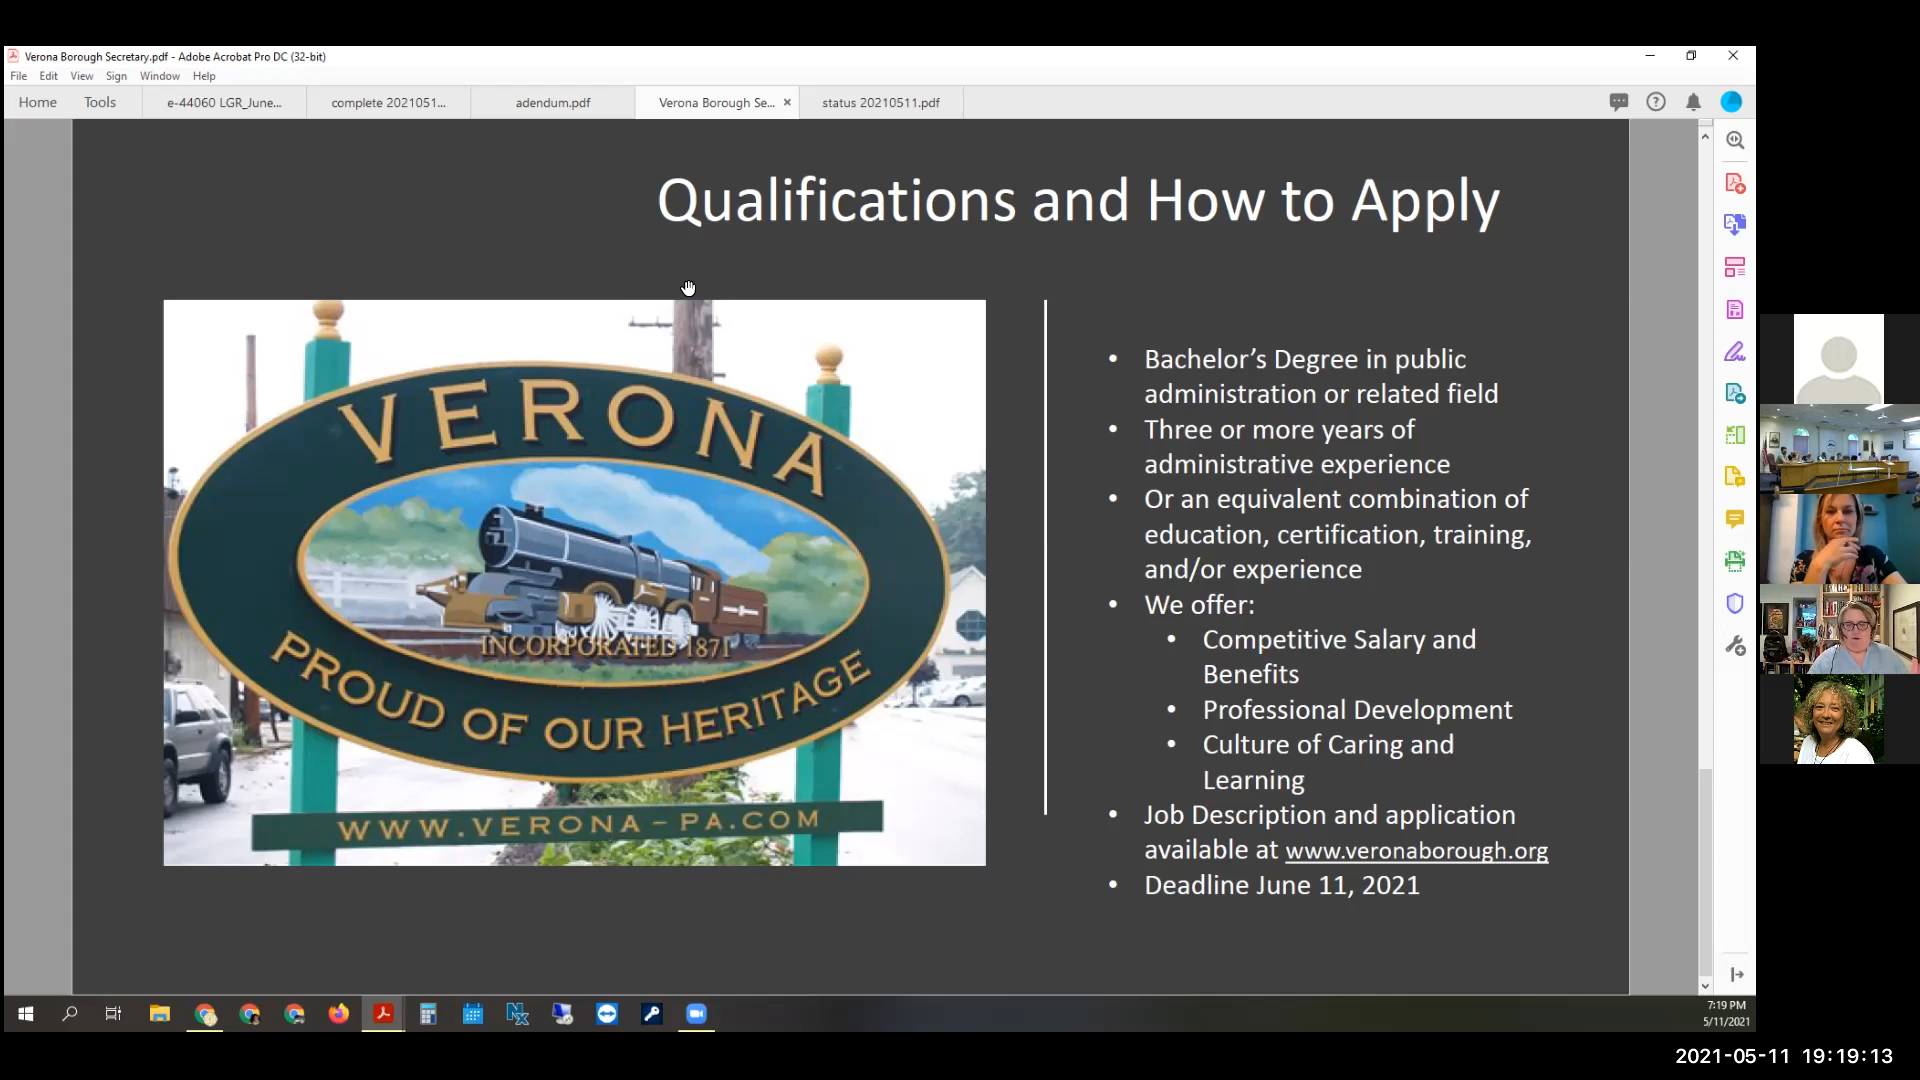 Verona Borough Secretary.pdf - Adobe Acrobat Pro DC (32-bit)
File Edit View Sign Window Help
Home Tools e-44060 LGR_June... complete 2021051... adendum.pdf Verona Borough Se... × status 20210511.pdf
Qualifications and How to Apply
VERONA
INCORPORATED 1871
PROUD OF OUR HERITAGE
WWW.VERONA-PA.COM
• Bachelor’s Degree in public
administration or related field
• Three or more years of
administrative experience
• Or an equivalent combination of
education, certification, training,
and/or experience
• We offer:
• Competitive Salary and
Benefits
• Professional Development
• Culture of Caring and
Learning
• Job Description and application
available at www.veronaborough.org
• Deadline June 11, 2021
7:19 PM
5/11/2021
2021-05-11 19:19:13